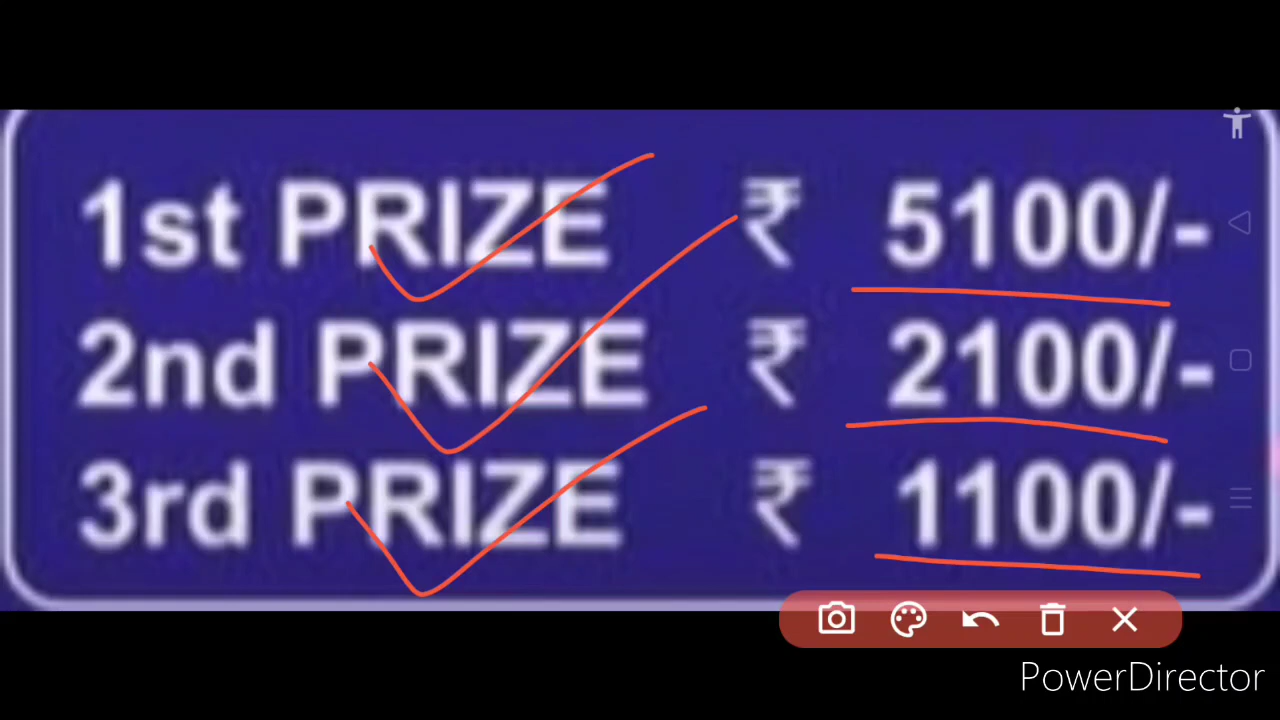 1st PRIZE ₹ 5100/-
2nd PRIZE ₹ 2100/-
3rd PRIZE ₹ 1100/-
PowerDirector